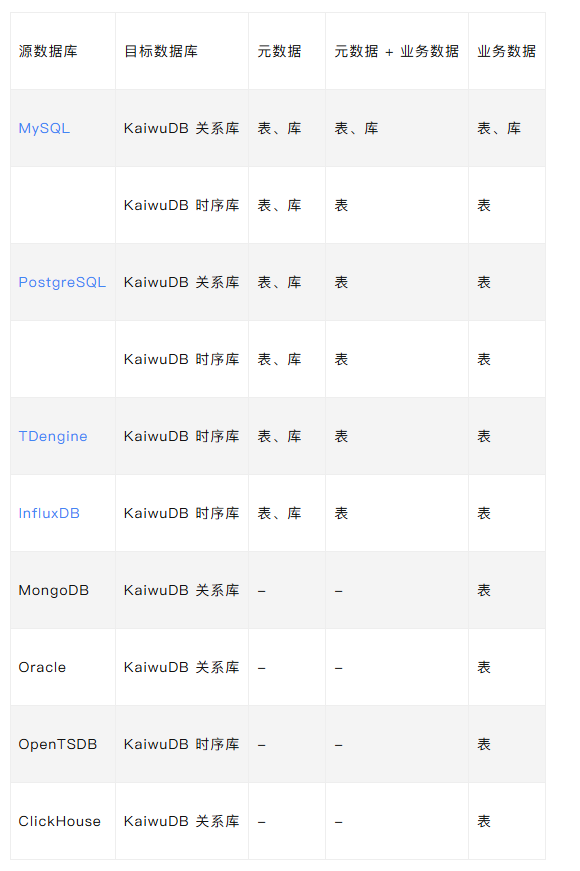 源数据库 目标数据库 元数据 元数据 + 业务数据 业务数据
MySQL KaiwuDB 关系库 表、库 表、库 表、库
KaiwuDB 时序库 表、库 表 表
PostgreSQL KaiwuDB 关系库 表、库 表 表
KaiwuDB 时序库 表、库 表 表
TDengine KaiwuDB 时序库 表、库 表 表
InfluxDB KaiwuDB 时序库 表、库 表 表
MongoDB KaiwuDB 关系库 – – 表
Oracle KaiwuDB 关系库 – – 表
OpenTSDB KaiwuDB 时序库 – – 表
ClickHouse KaiwuDB 关系库 – – 表